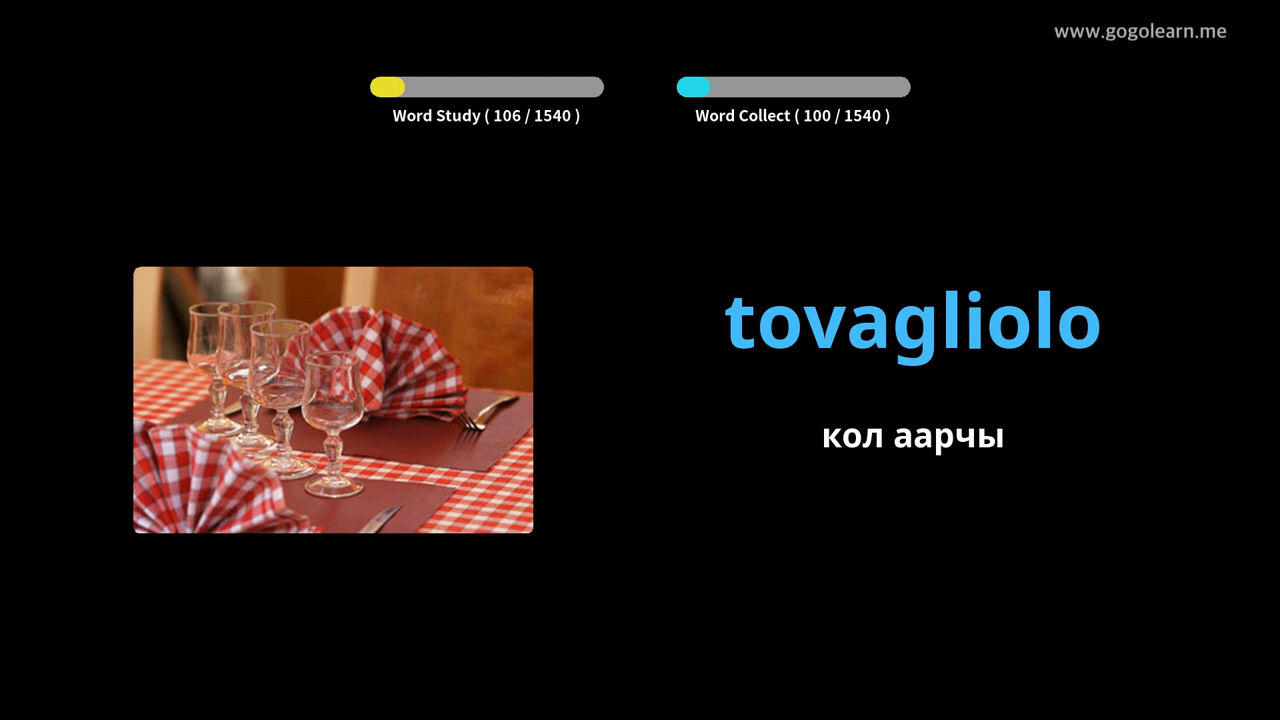 www.gogolearn.me
Word Study ( 106 / 1540 )
Word Collect ( 100 / 1540 )
tovagliolo
кол аарчы